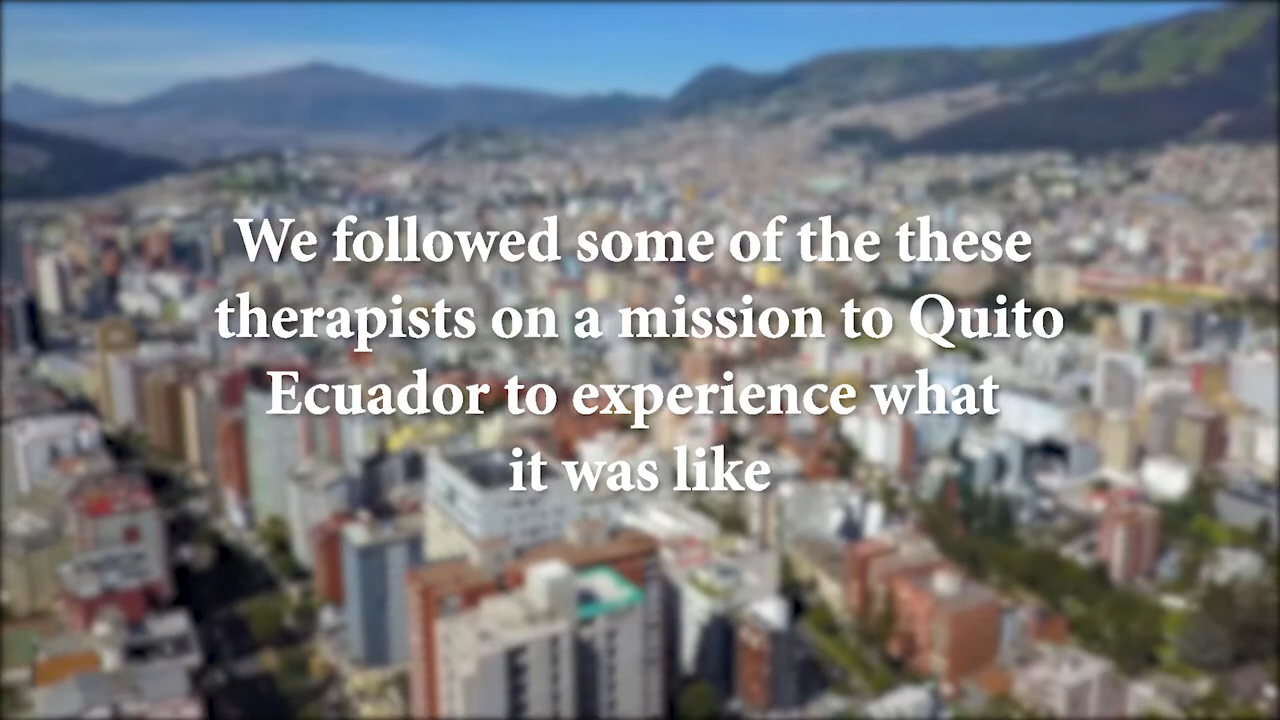 We followed some of the these
therapists on a mission to Quito
Ecuador to experience what
it was like